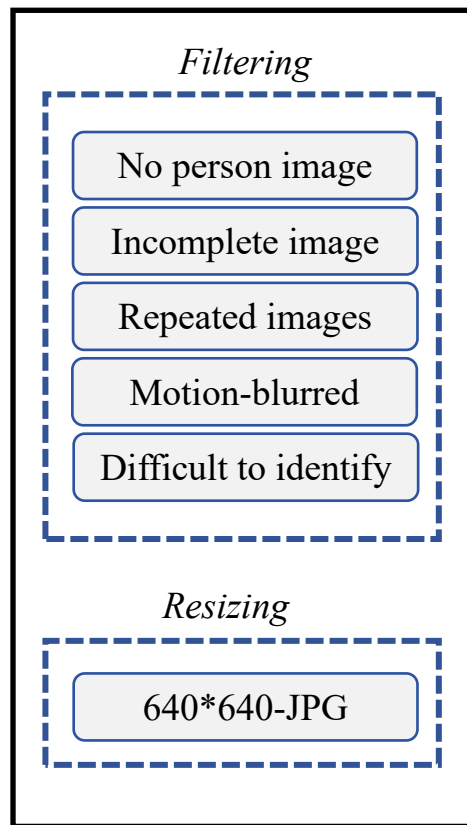 Filtering
No person image
Incomplete image
Repeated images
Motion-blurred
Difficult to identify
Resizing
640*640-JPG